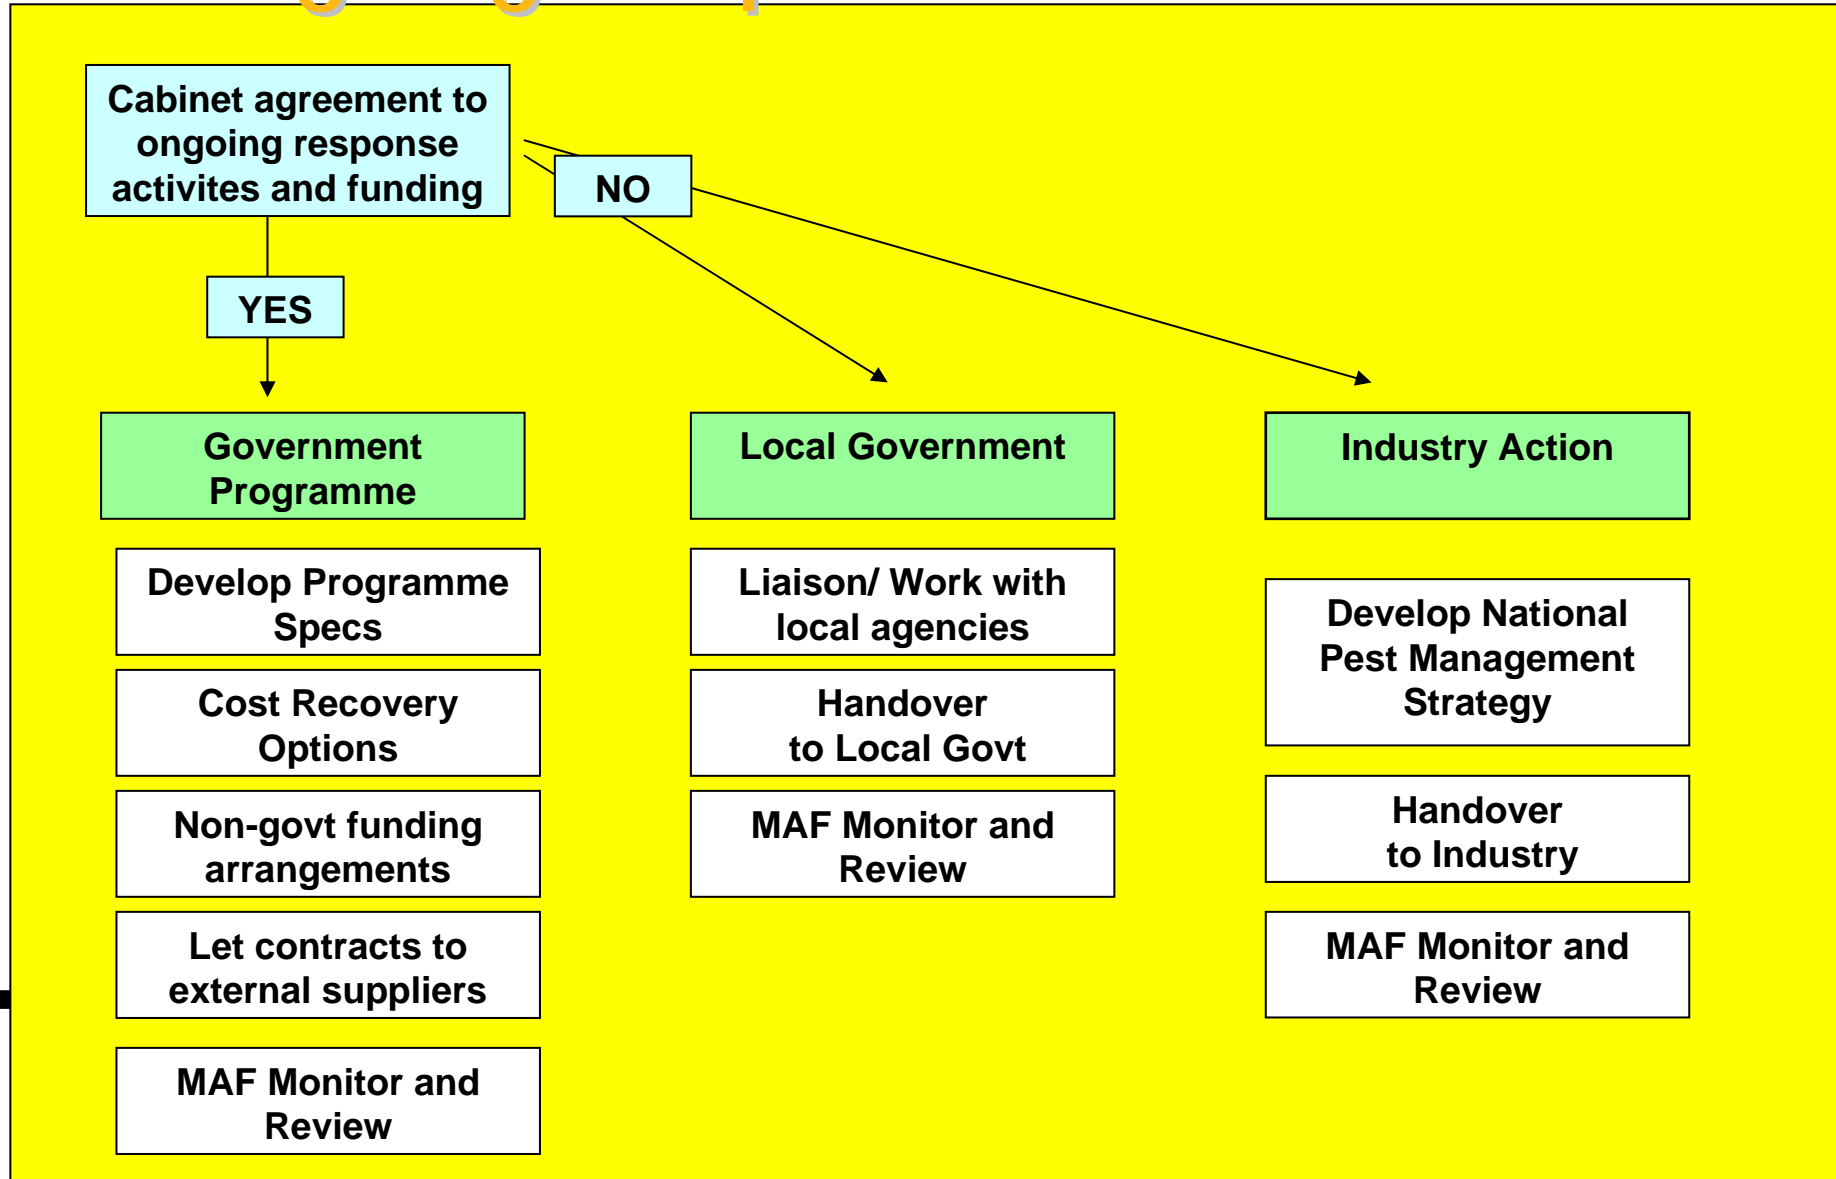 Cabinet agreement to
ongoing response
activites and funding
NO
YES
Government
Programme
Develop Programme
Specs
Cost Recovery
Options
Non-govt funding
arrangements
Let contracts to
external suppliers
MAF Monitor and
Review
Local Government
Liaison/ Work with
local agencies
Handover
to Local Govt
MAF Monitor and
Review
Industry Action
Develop National
Pest Management
Strategy
Handover
to Industry
MAF Monitor and
Review